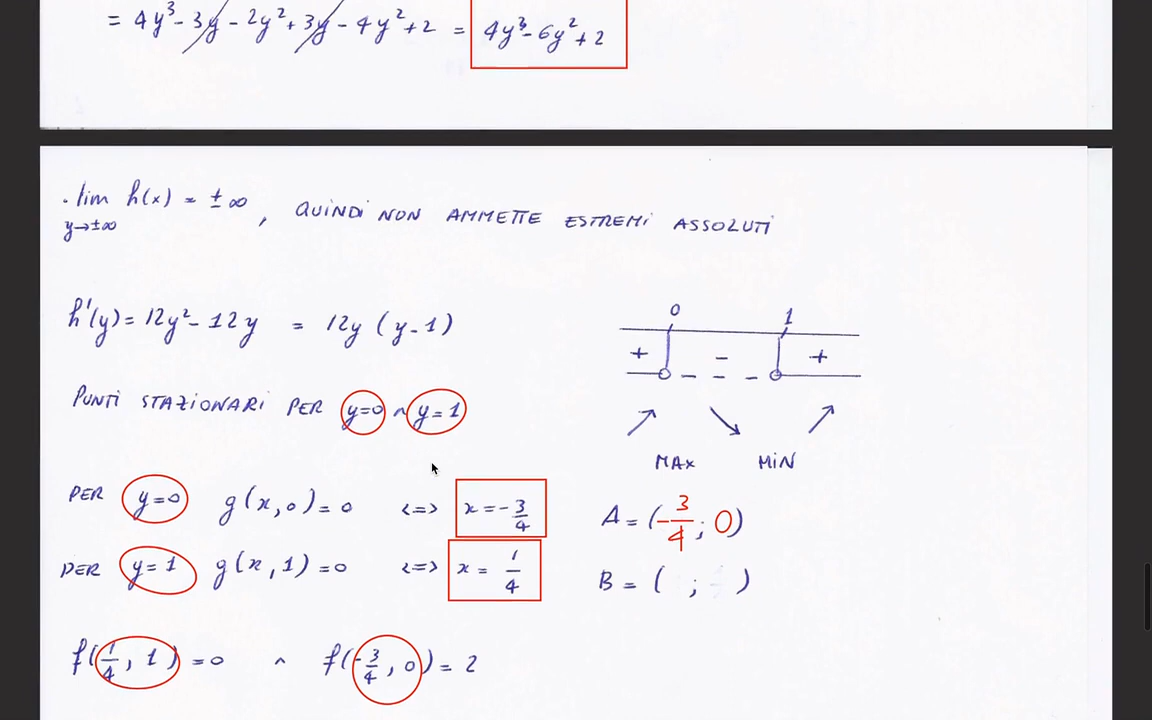 = 4y³ - 3y - 2y² + 3y - 4y² + 2 = 4y³ - 6y² + 2
. lim h(x) = ± ∞ , QUINDI NON AMMETTE ESTREMI ASSOLUTI
y→±∞
0 1
h'(y) = 12y² - 12y = 12y (y - 1)
+ - +
PUNTI STAZIONARI PER y=0 ^ y=1
MAX MIN
PER y=0 g(x,0) = 0 <=> x = -3/4 A = (-3/4 ; 0)
PER y=1 g(x,1) = 0 <=> x = 1/4 B = ( ; )
f(1/4, 1) = 0 ^ f(-3/4, 0) = 2